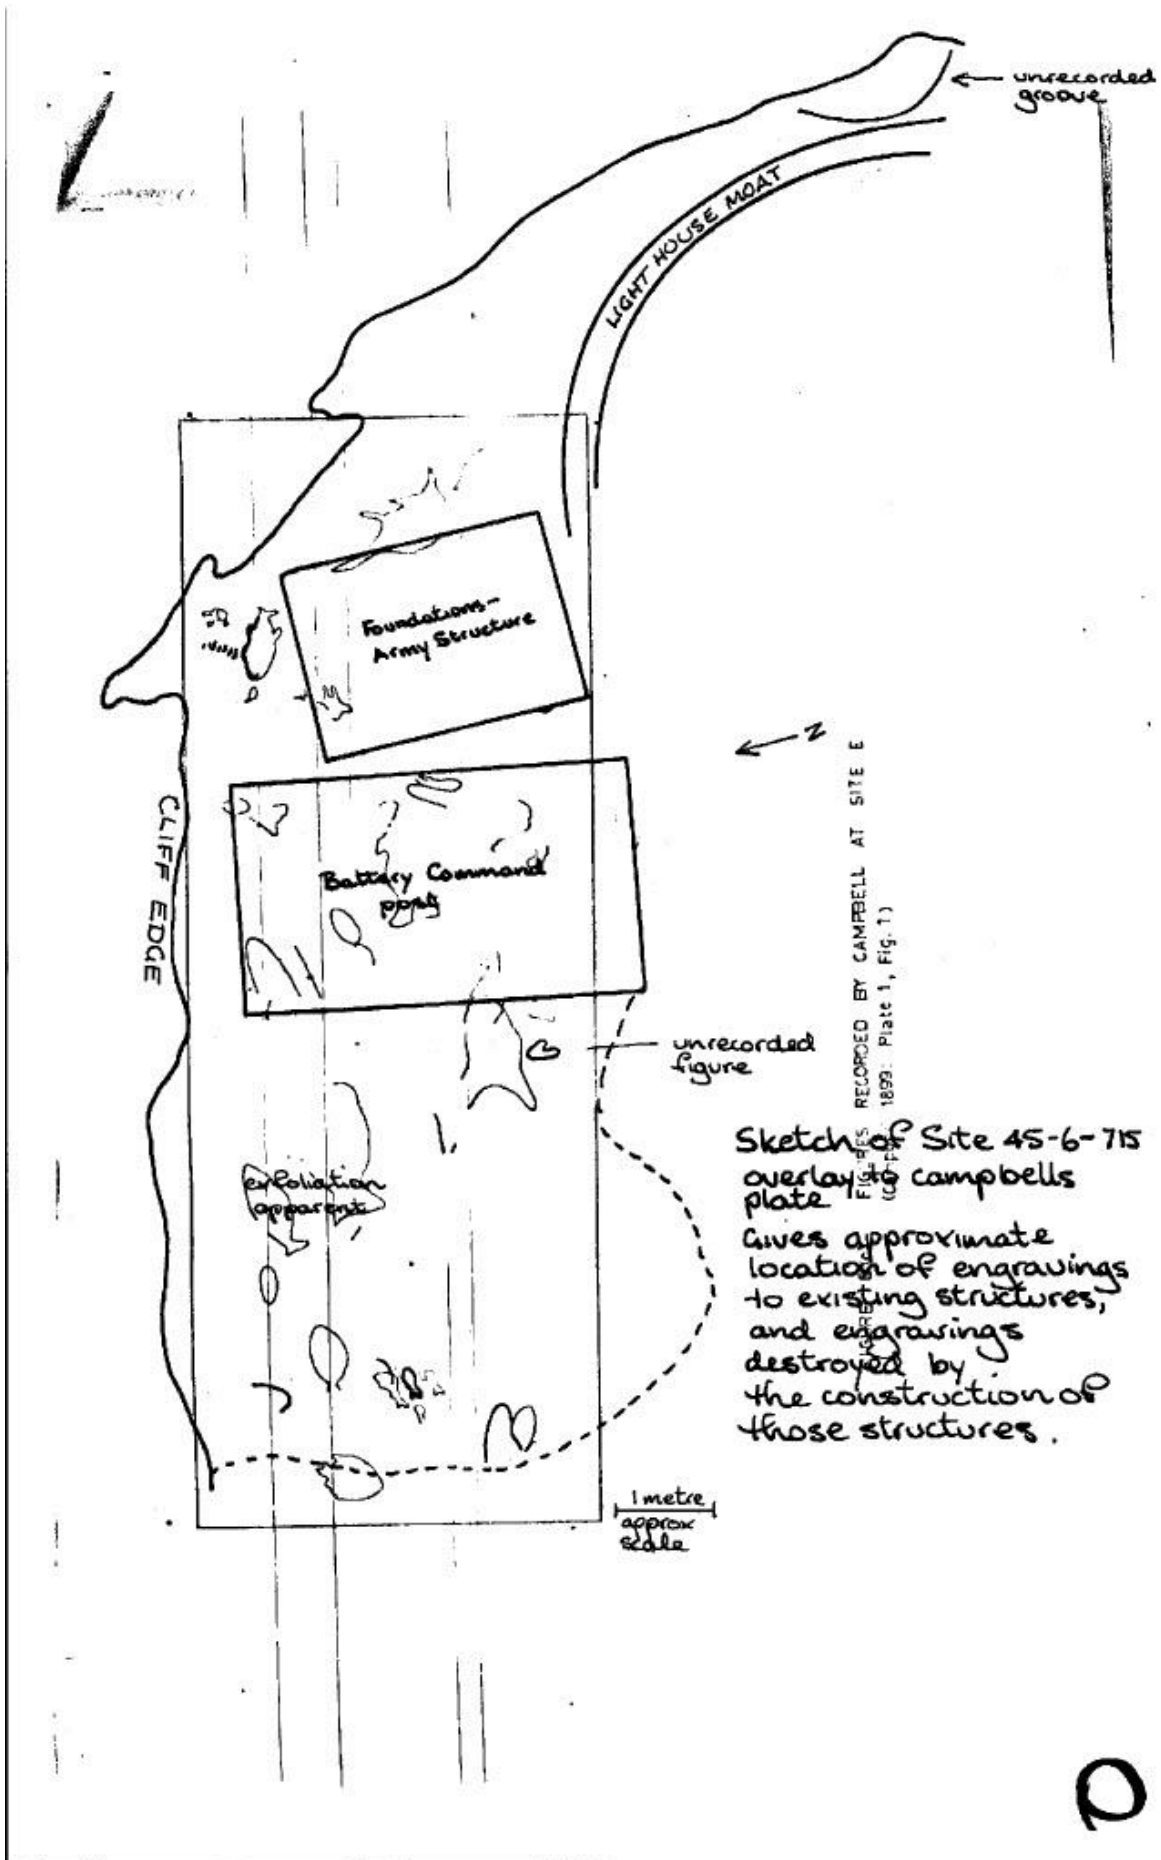 unrecorded
groove
LIGHT HOUSE MOAT
Foundations-
Army Structure
N
CLIFF EDGE
Battery Command
post
unrecorded
figure
exfoliation
apparent
RECORDED BY CAMPBELL AT SITE E
1899: Plate 1, Fig. 1)
Sketch of Site 45-6-715
overlay to campbells
plate
Gives approximate
location of engravings
to existing structures,
and engravings
destroyed by
the construction of
those structures.
1 metre
approx
scale